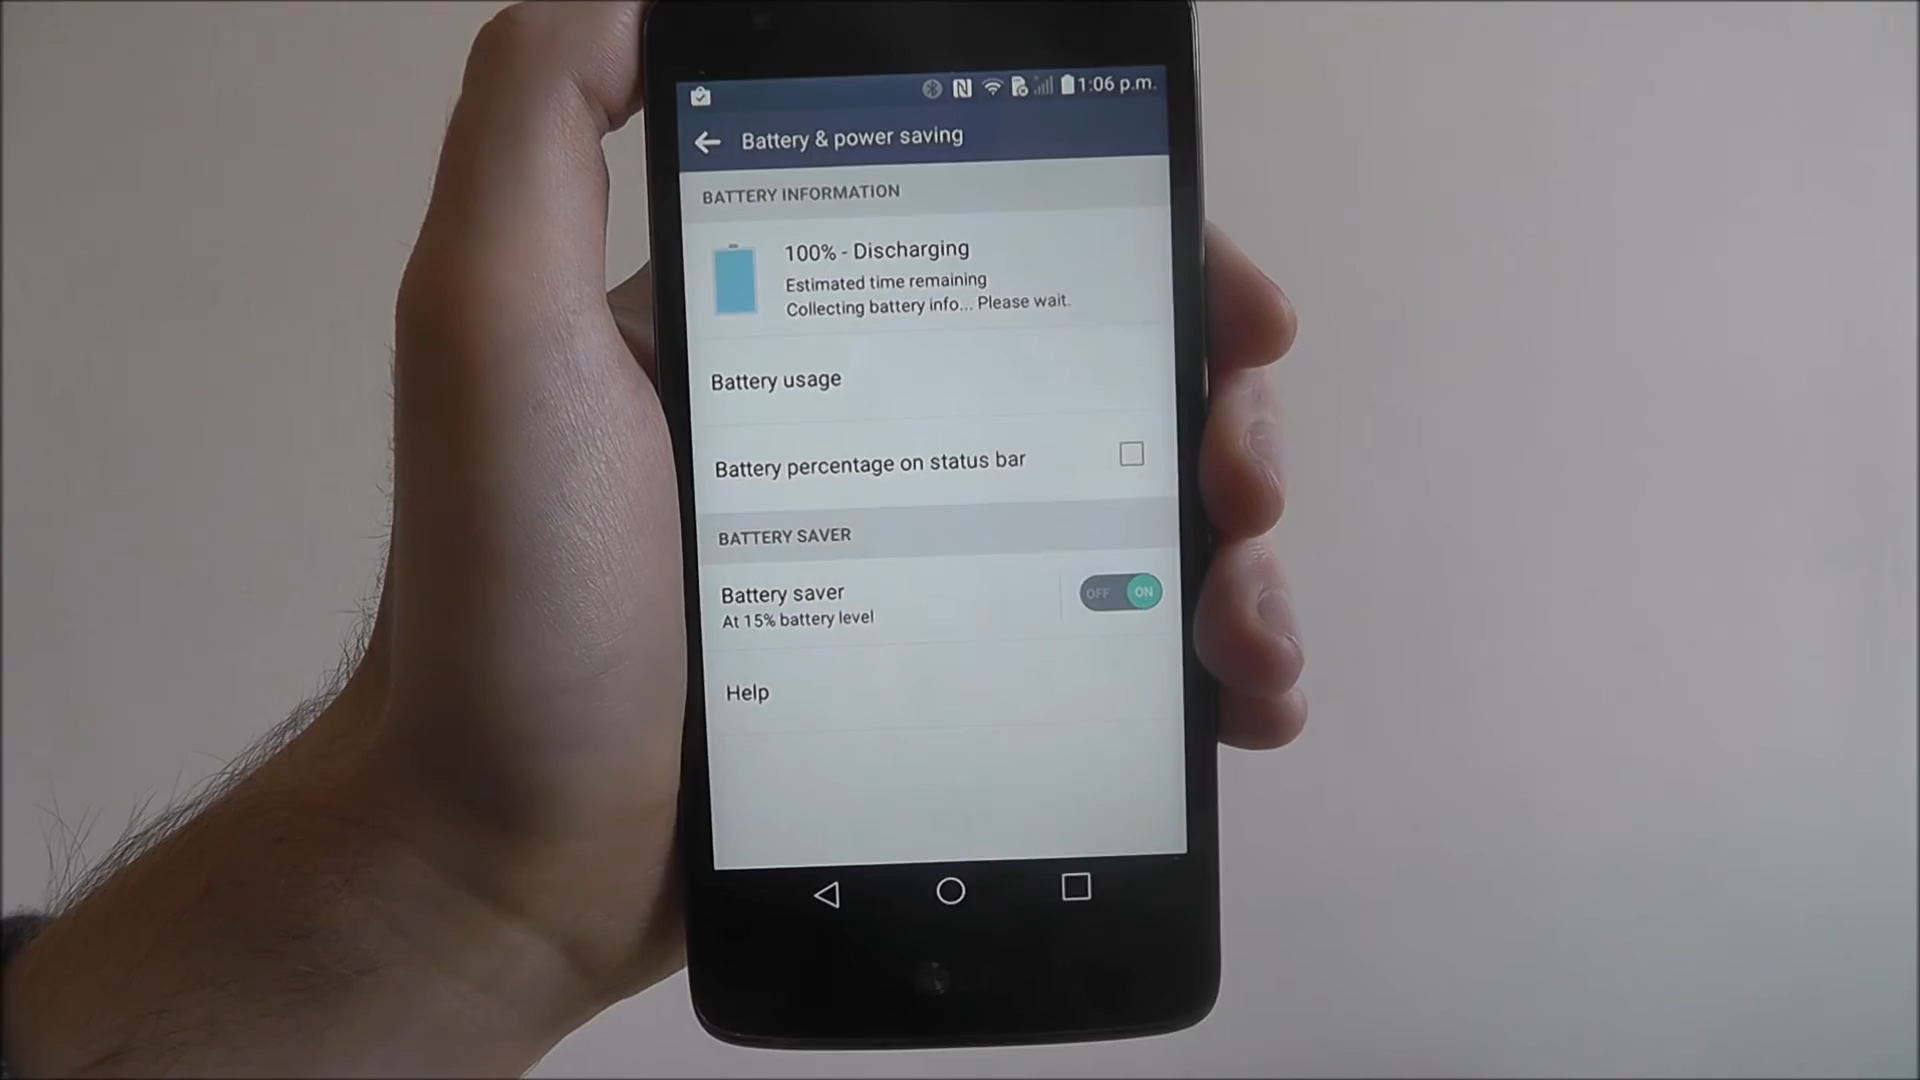 1:06 p.m.
Battery & power saving
BATTERY INFORMATION
100% - Discharging
Estimated time remaining
Collecting battery info... Please wait.
Battery usage
Battery percentage on status bar
BATTERY SAVER
Battery saver
OFF ON
At 15% battery level
Help